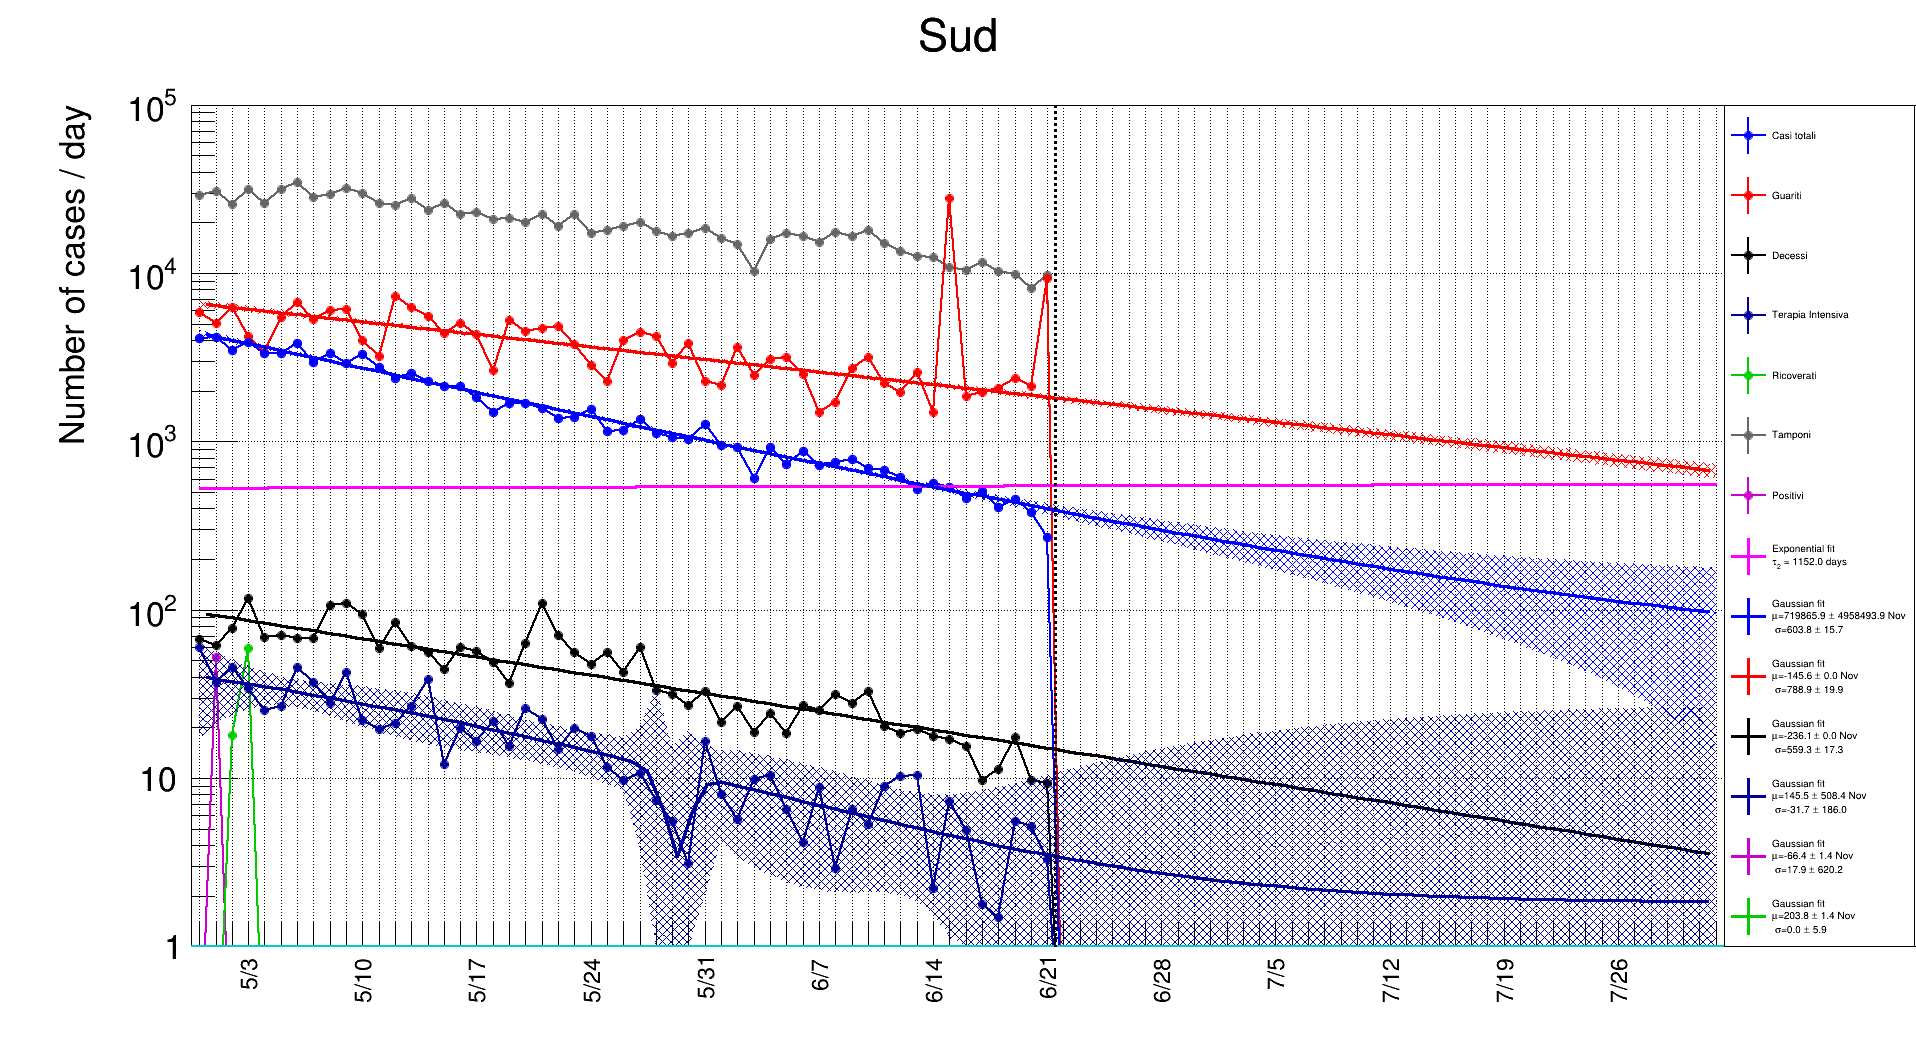 Sud
Number of cases / day
10^5
10^4
10^3
10^2
10
1
5/3
5/10
5/17
5/24
5/31
6/7
6/14
6/21
6/28
7/5
7/12
7/19
7/26
Casi totali
Guariti
Decessi
Terapia Intensiva
Ricoverati
Tamponi
Positivi
Exponential fit
τ₂ = 1152.0 days
Gaussian fit
μ=719865.9 ± 4958493.9 Nov
σ=603.8 ± 15.7
Gaussian fit
μ=-145.6 ± 0.0 Nov
σ=788.9 ± 19.9
Gaussian fit
μ=-236.1 ± 0.0 Nov
σ=559.3 ± 17.3
Gaussian fit
μ=145.5 ± 508.4 Nov
σ=-31.7 ± 186.0
Gaussian fit
μ=-66.4 ± 1.4 Nov
σ=17.9 ± 620.2
Gaussian fit
μ=203.8 ± 1.4 Nov
σ=0.0 ± 5.9